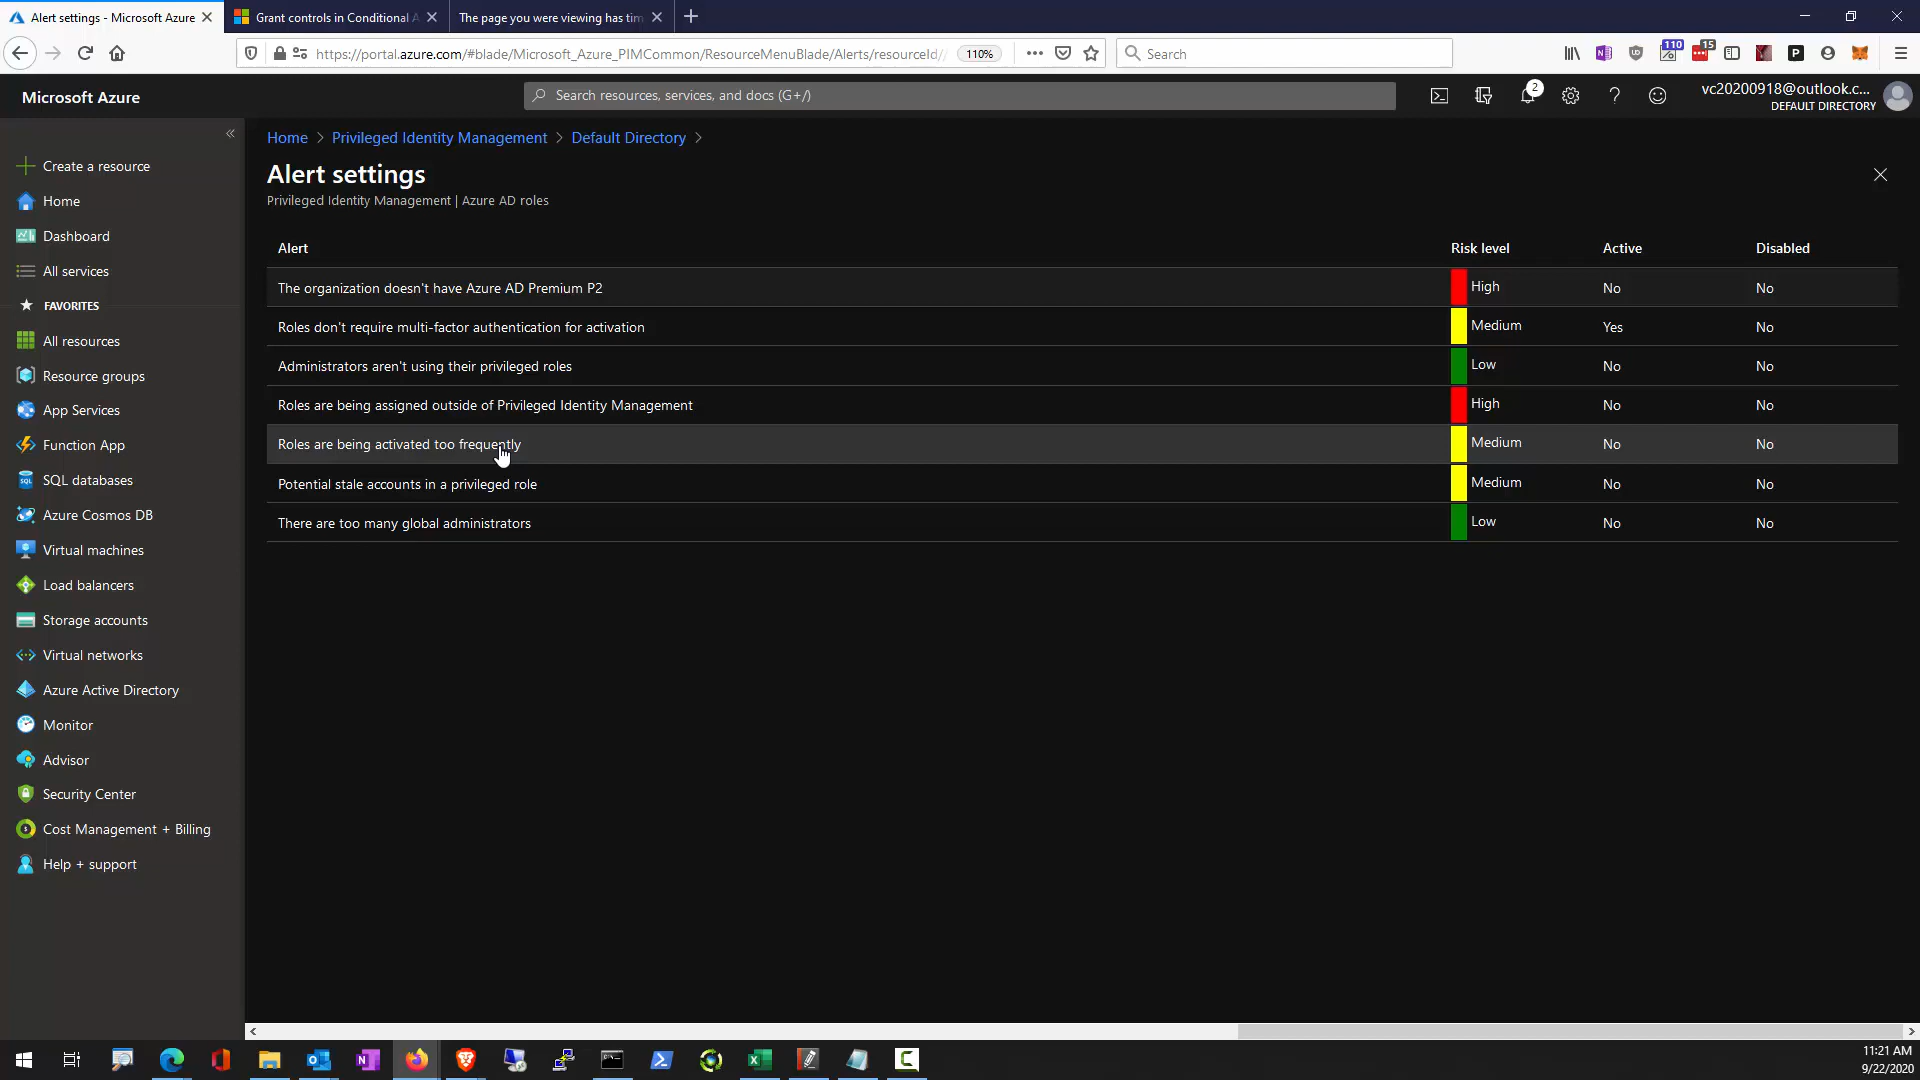 Alert settings - Microsoft Azure
Grant controls in Conditional A
The page you were viewing has tim
https://portal.azure.com/#blade/Microsoft_Azure_PIMCommon/ResourceMenuBlade/Alerts/resourceId//
110%
Search
110
15
Microsoft Azure
Search resources, services, and docs (G+/)
2
vc20200918@outlook.c...
DEFAULT DIRECTORY
Create a resource
Home
Dashboard
All services
FAVORITES
All resources
Resource groups
App Services
Function App
SQL databases
Azure Cosmos DB
Virtual machines
Load balancers
Storage accounts
Virtual networks
Azure Active Directory
Monitor
Advisor
Security Center
Cost Management + Billing
Help + support
Home > Privileged Identity Management > Default Directory >
Alert settings
Privileged Identity Management | Azure AD roles
Alert Risk level Active Disabled
The organization doesn't have Azure AD Premium P2 High No No
Roles don't require multi-factor authentication for activation Medium Yes No
Administrators aren't using their privileged roles Low No No
Roles are being assigned outside of Privileged Identity Management High No No
Roles are being activated too frequently Medium No No
Potential stale accounts in a privileged role Medium No No
There are too many global administrators Low No No
11:21 AM
9/22/2020